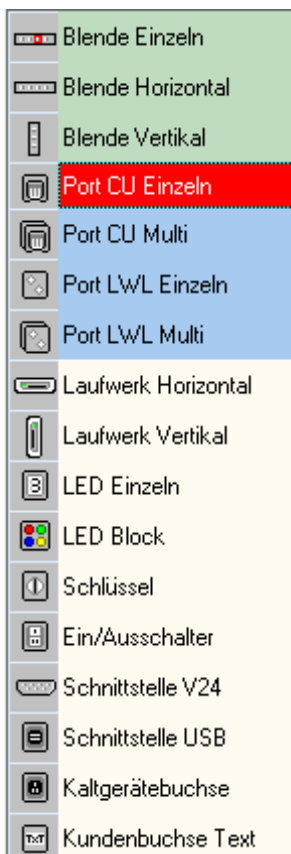 Blende Einzeln
Blende Horizontal
Blende Vertikal
Port CU Einzeln
Port CU Multi
Port LWL Einzeln
Port LWL Multi
Laufwerk Horizontal
Laufwerk Vertikal
LED Einzeln
LED Block
Schlüssel
Ein/Ausschalter
Schnittstelle V24
Schnittstelle USB
Kaltgerätebuchse
TXT Kundenbuchse Text